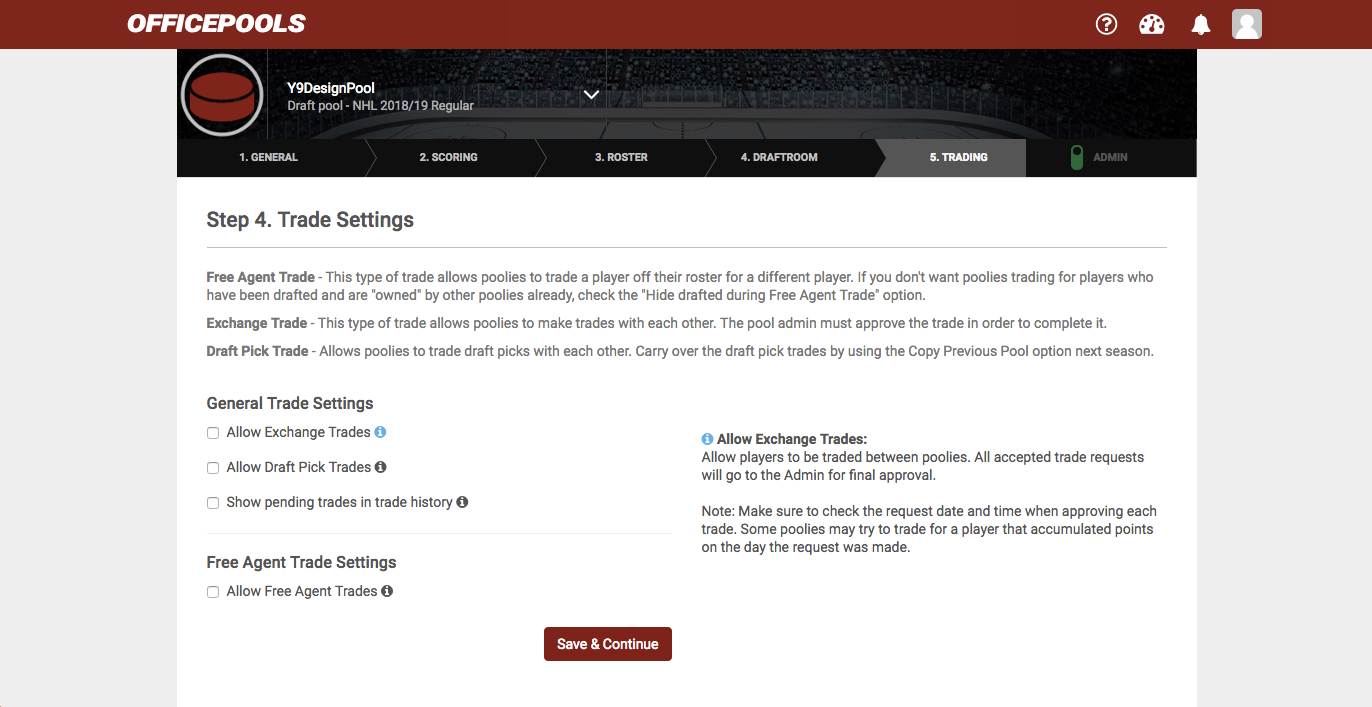 OFFICEPOOLS
Y9DesignPool
Draft pool - NHL 2018/19 Regular
1. GENERAL
2. SCORING
3. ROSTER
4. DRAFTROOM
5. TRADING
ADMIN
Step 4. Trade Settings
Free Agent Trade - This type of trade allows poolies to trade a player off their roster for a different player. If you don't want poolies trading for players who
have been drafted and are "owned" by other poolies already, check the "Hide drafted during Free Agent Trade" option.
Exchange Trade - This type of trade allows poolies to make trades with each other. The pool admin must approve the trade in order to complete it.
Draft Pick Trade - Allows poolies to trade draft picks with each other. Carry over the draft pick trades by using the Copy Previous Pool option next season.
General Trade Settings
Allow Exchange Trades
Allow Draft Pick Trades
Show pending trades in trade history
Free Agent Trade Settings
Allow Free Agent Trades
Save & Continue
Allow Exchange Trades:
Allow players to be traded between poolies. All accepted trade requests
will go to the Admin for final approval.
Note: Make sure to check the request date and time when approving each
trade. Some poolies may try to trade for a player that accumulated points
on the day the request was made.